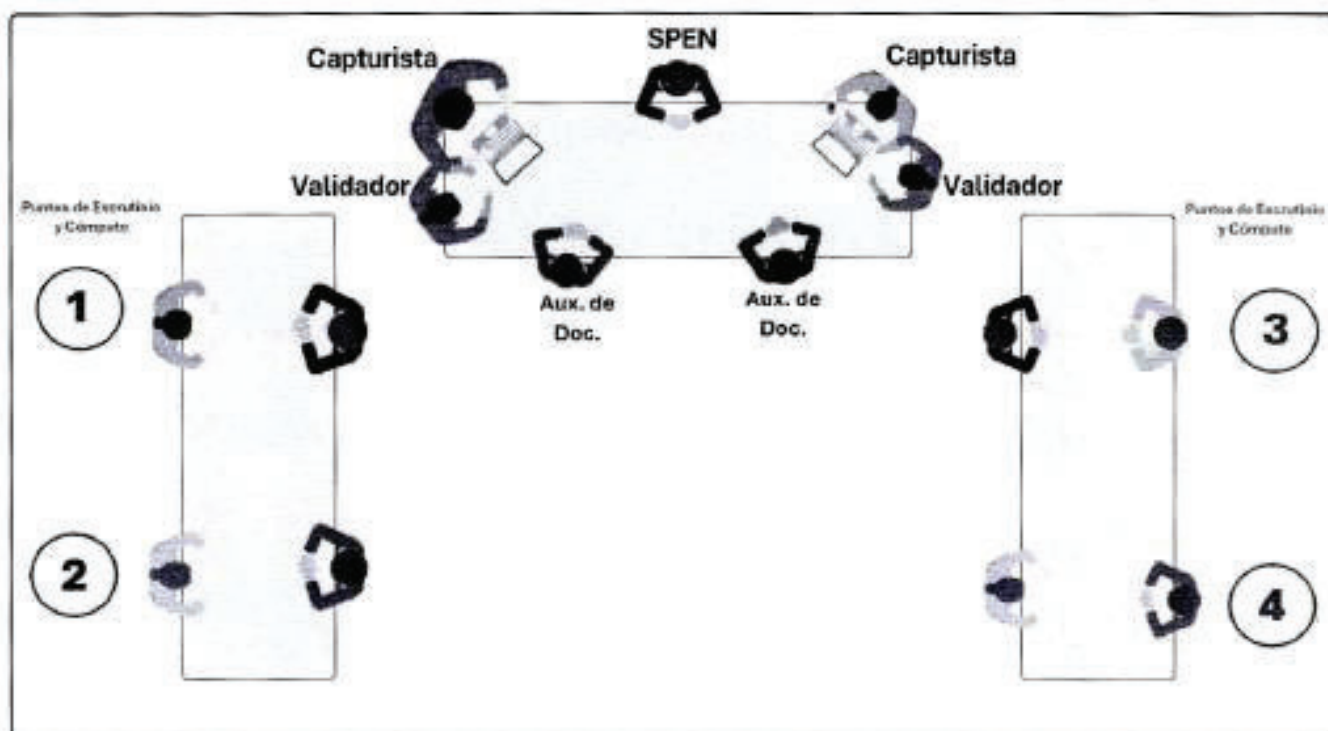 SPEN
Capturista
Capturista
Validador
Validador
Puntos de Escrutinio
y Cómputo
Puntos de Escrutinio
y Cómputo
Aux. de
Doc.
Aux. de
Doc.
1
3
2
4